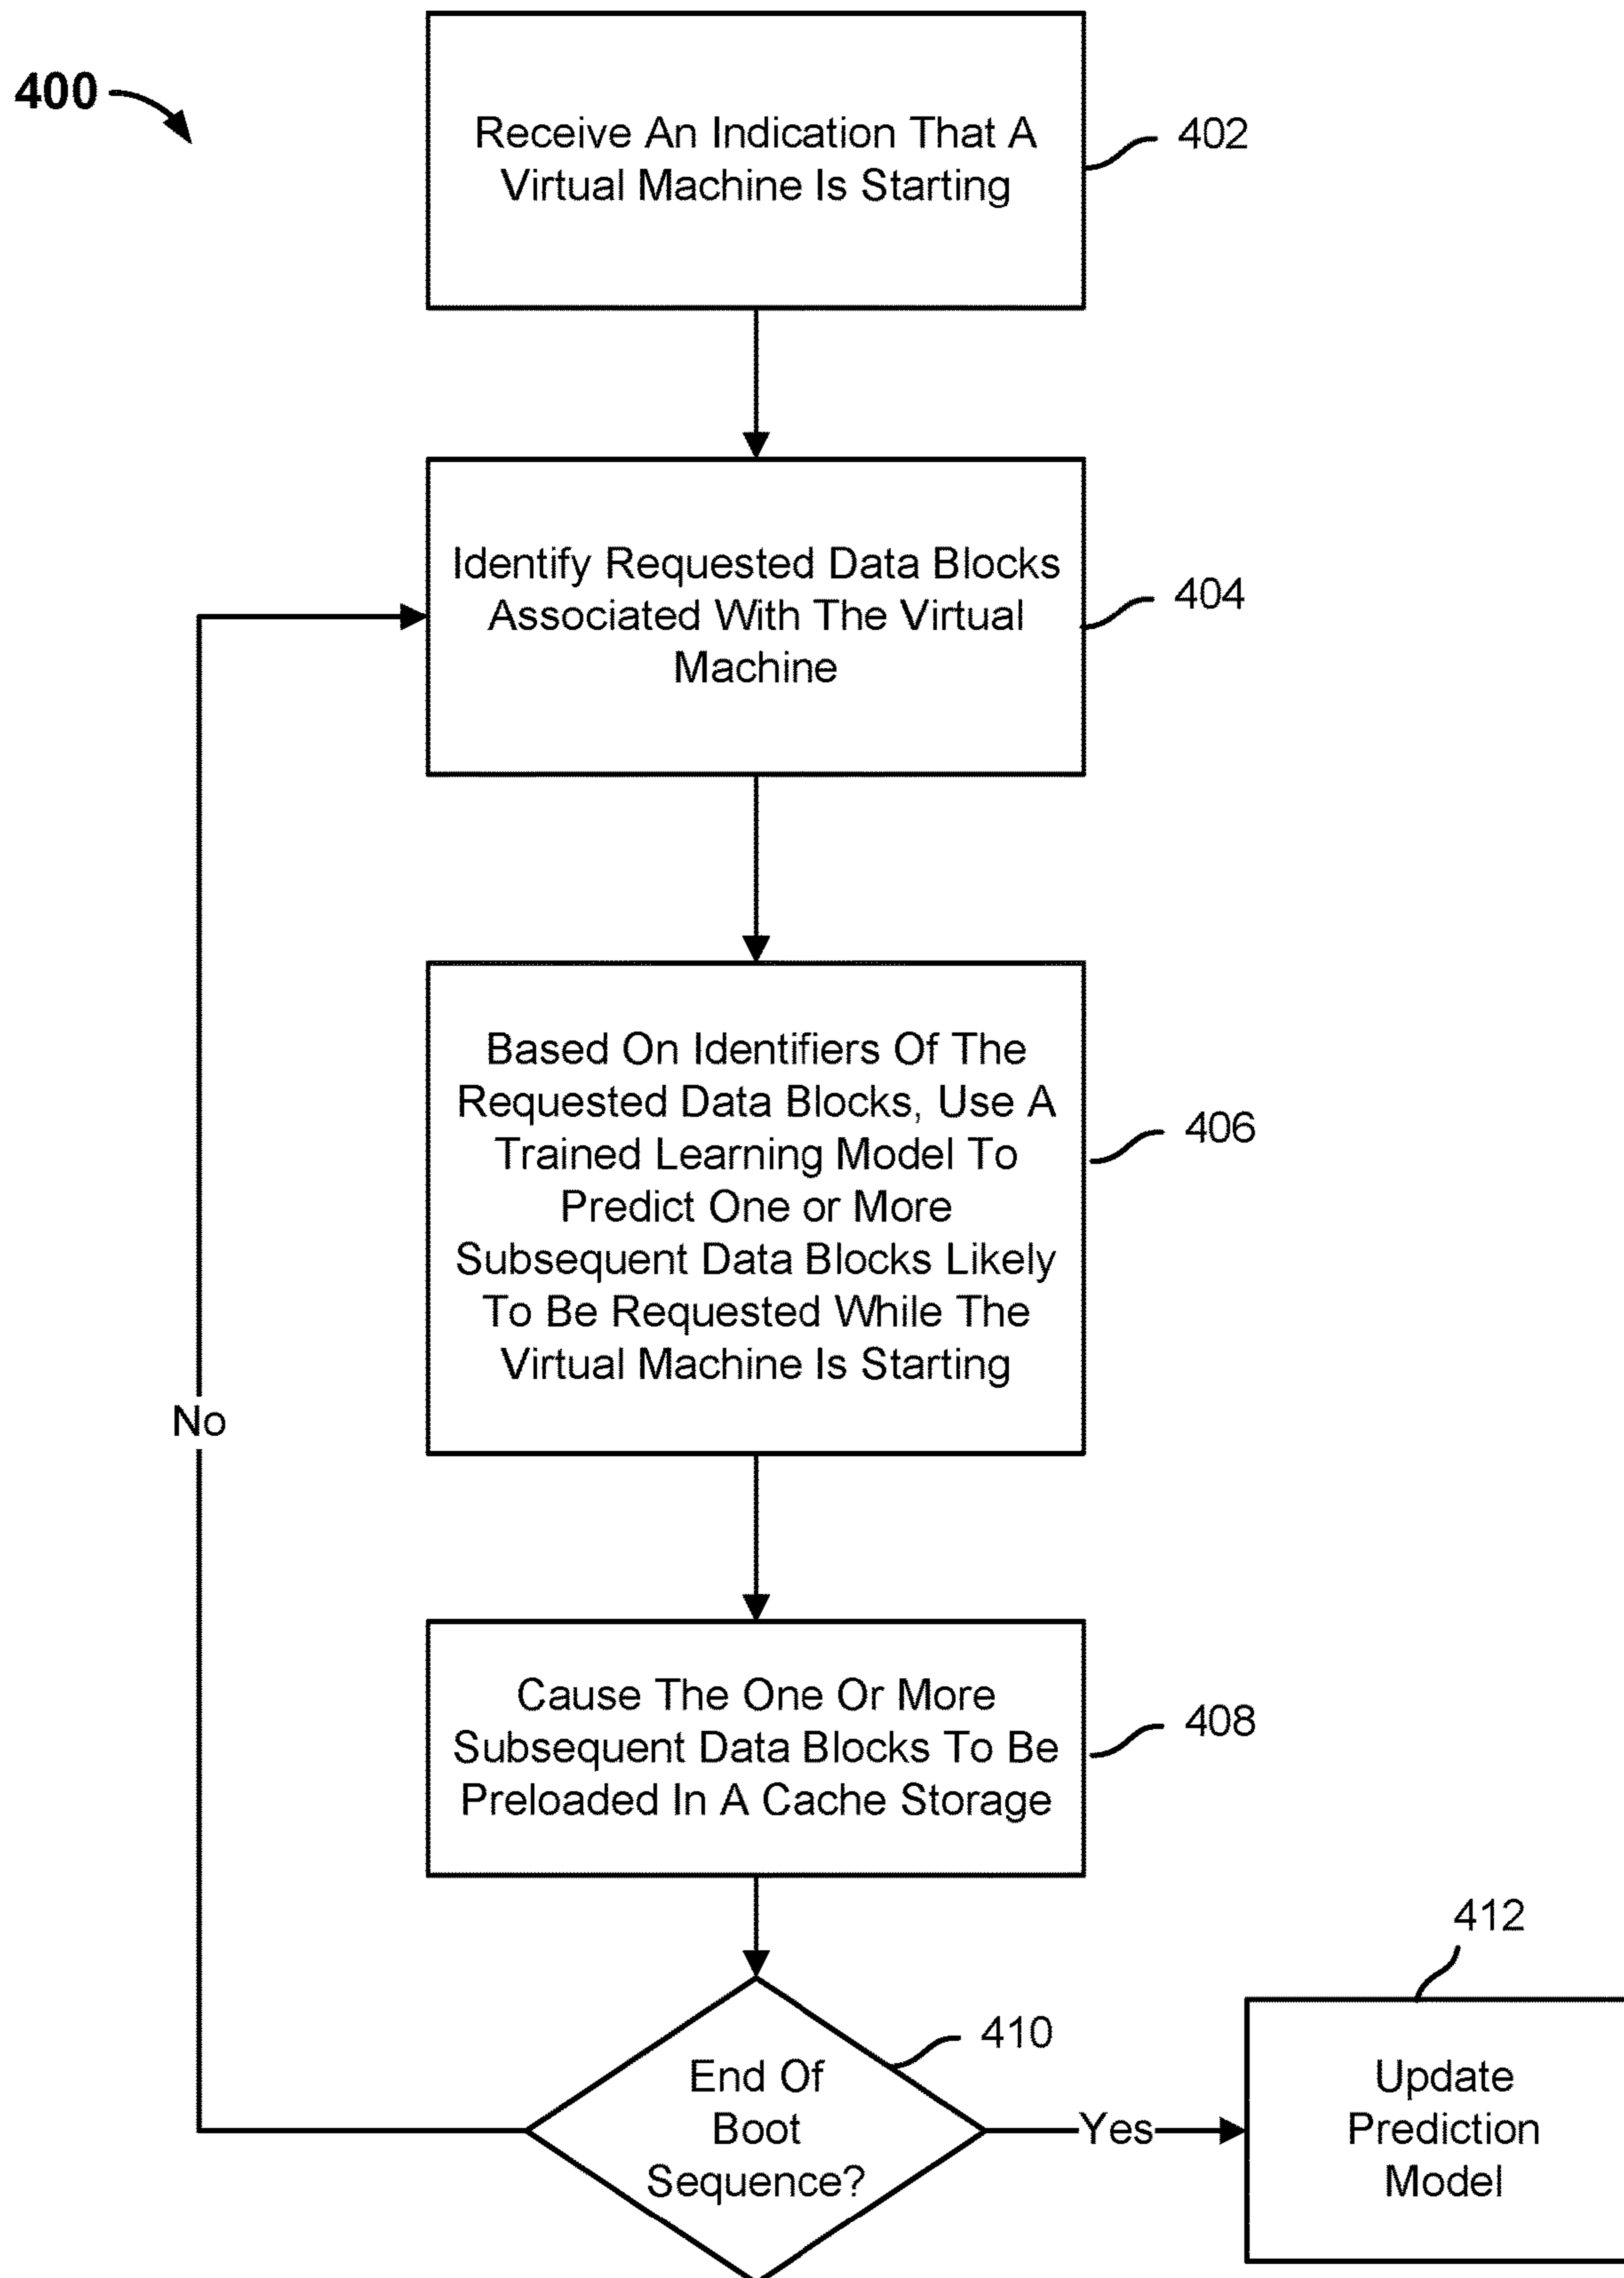 400
Receive An Indication That A
Virtual Machine Is Starting
402
Identify Requested Data Blocks
Associated With The Virtual
Machine
404
Based On Identifiers Of The
Requested Data Blocks, Use A
Trained Learning Model To
Predict One or More
Subsequent Data Blocks Likely
To Be Requested While The
Virtual Machine Is Starting
406
No
Cause The One Or More
Subsequent Data Blocks To Be
Preloaded In A Cache Storage
408
End Of
Boot
Sequence?
410
Yes
412
Update
Prediction
Model